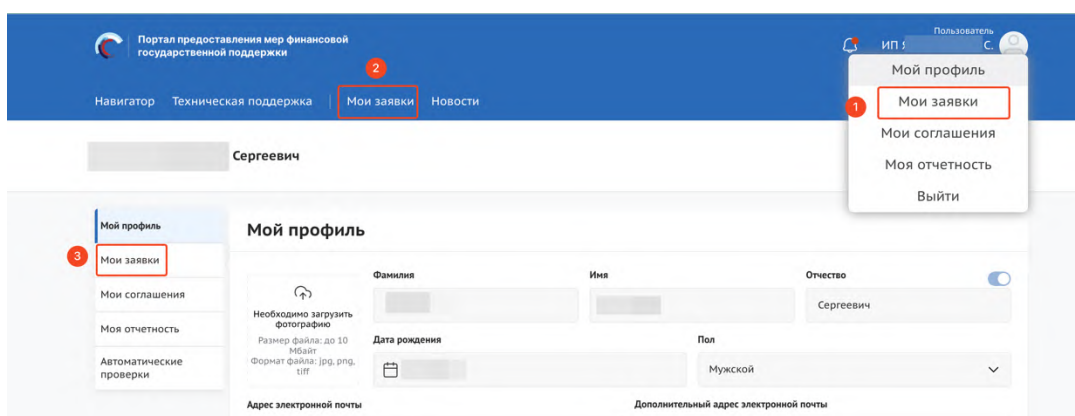 Портал предоставления мер финансовой
государственной поддержки
Пользователь
ИП
С.
2
Навигатор Техническая поддержка Мои заявки Новости
Мой профиль
1
Мои заявки
Мои соглашения
Моя отчетность
Выйти
Сергеевич
Мой профиль
3
Мои заявки
Мои соглашения
Моя отчетность
Автоматические
проверки
Мой профиль
Необходимо загрузить
фотографию
Размер файла: до 10
Мбайт
Формат файла: jpg, png,
tiff
Фамилия
Имя
Отчество
Сергеевич
Дата рождения
Пол
Мужской
Адрес электронной почты
Дополнительный адрес электронной почты